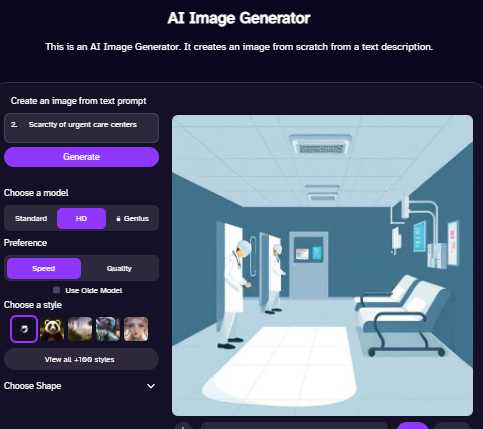 AI Image Generator
This is an AI Image Generator. It creates an image from scratch from a text description.
Create an image from text prompt
2. Scarcity of urgent care centers
Generate
Choose a model
Standard HD Genius
Preference
Speed Quality
Use Olde Model
Choose a style
View all +100 styles
Choose Shape